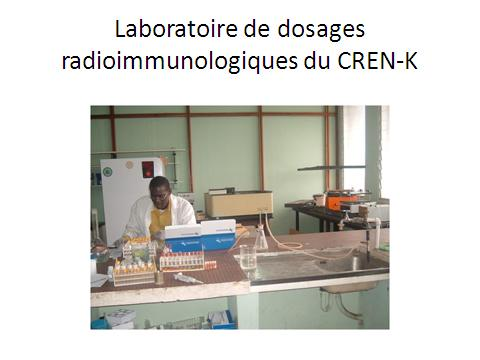 Laboratoire de dosages
radioimmunologiques du CREN-K